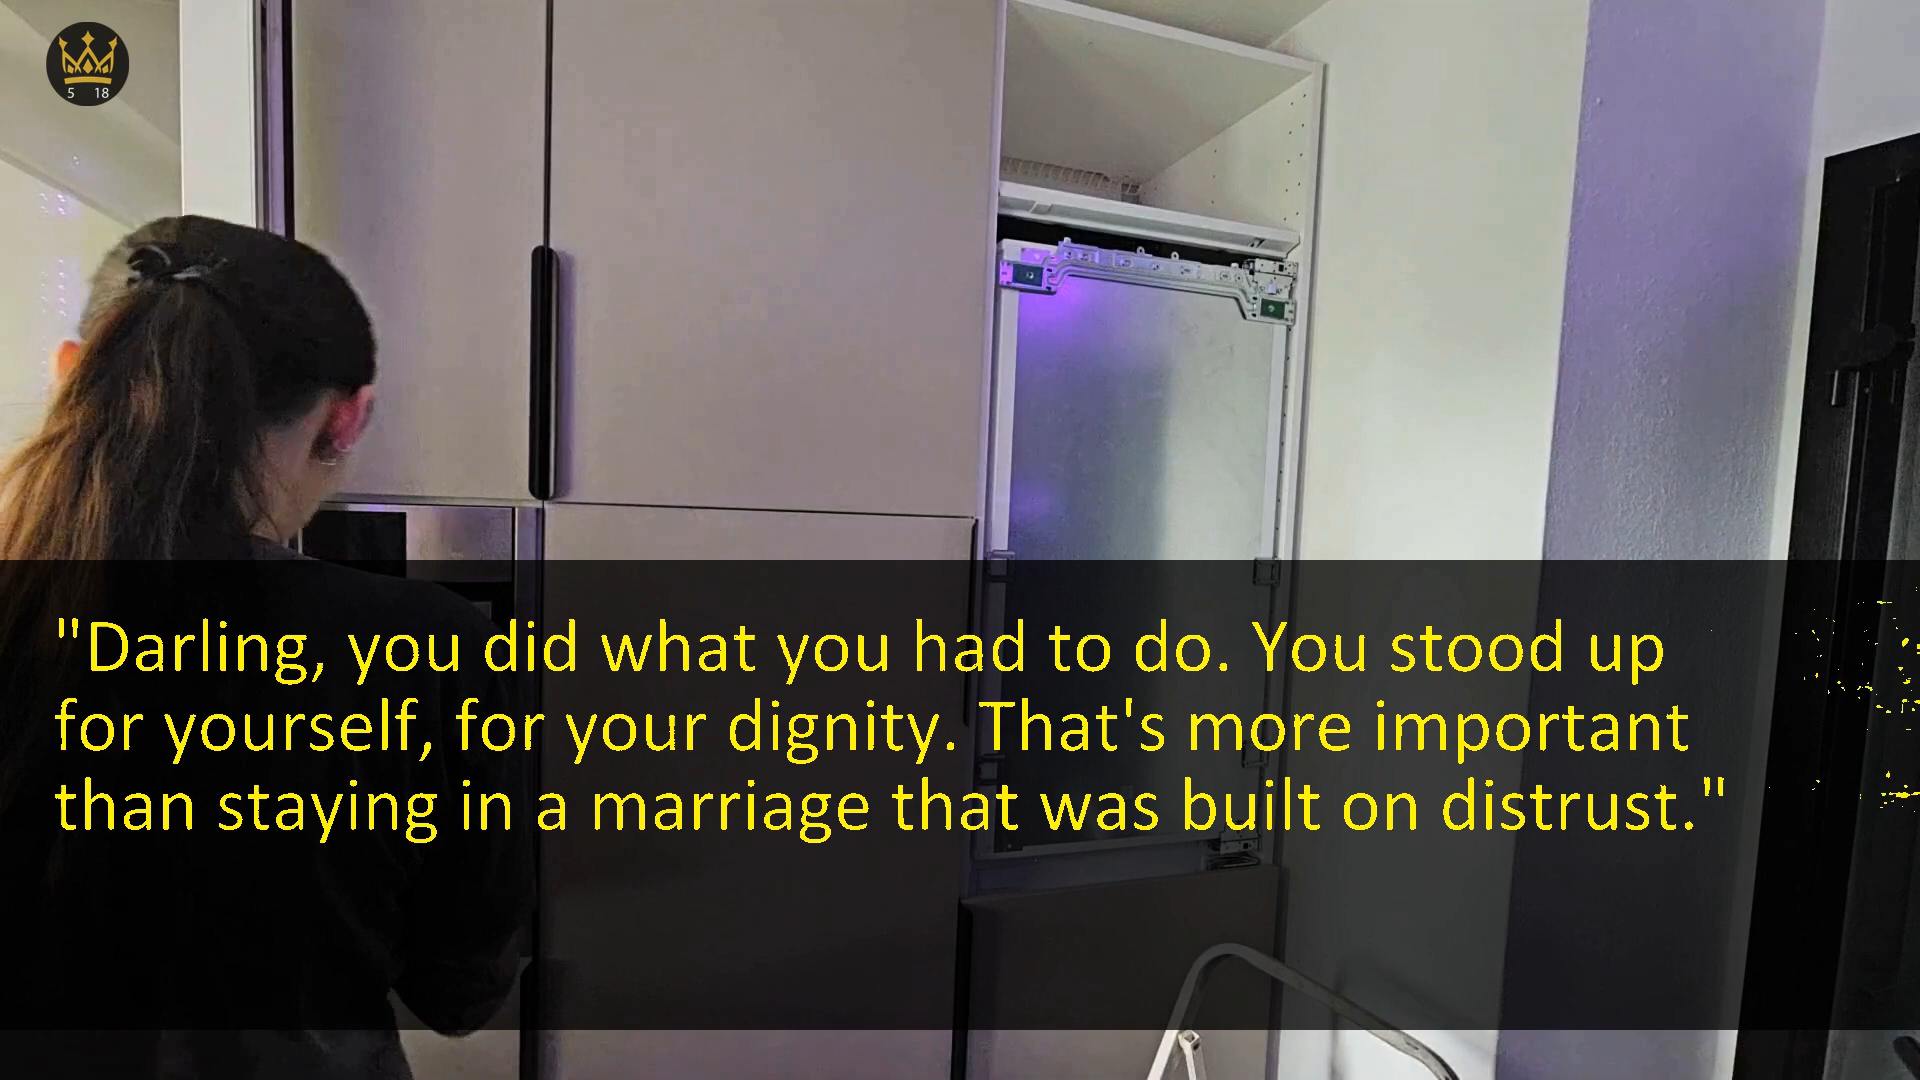 5 18
"Darling, you did what you had to do. You stood up
for yourself, for your dignity. That's more important
than staying in a marriage that was built on distrust."